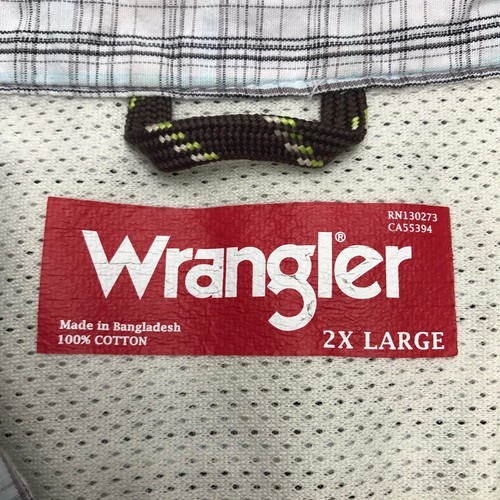 RN130273
CA55394
Wrangler®
Made in Bangladesh
100% COTTON
2X LARGE